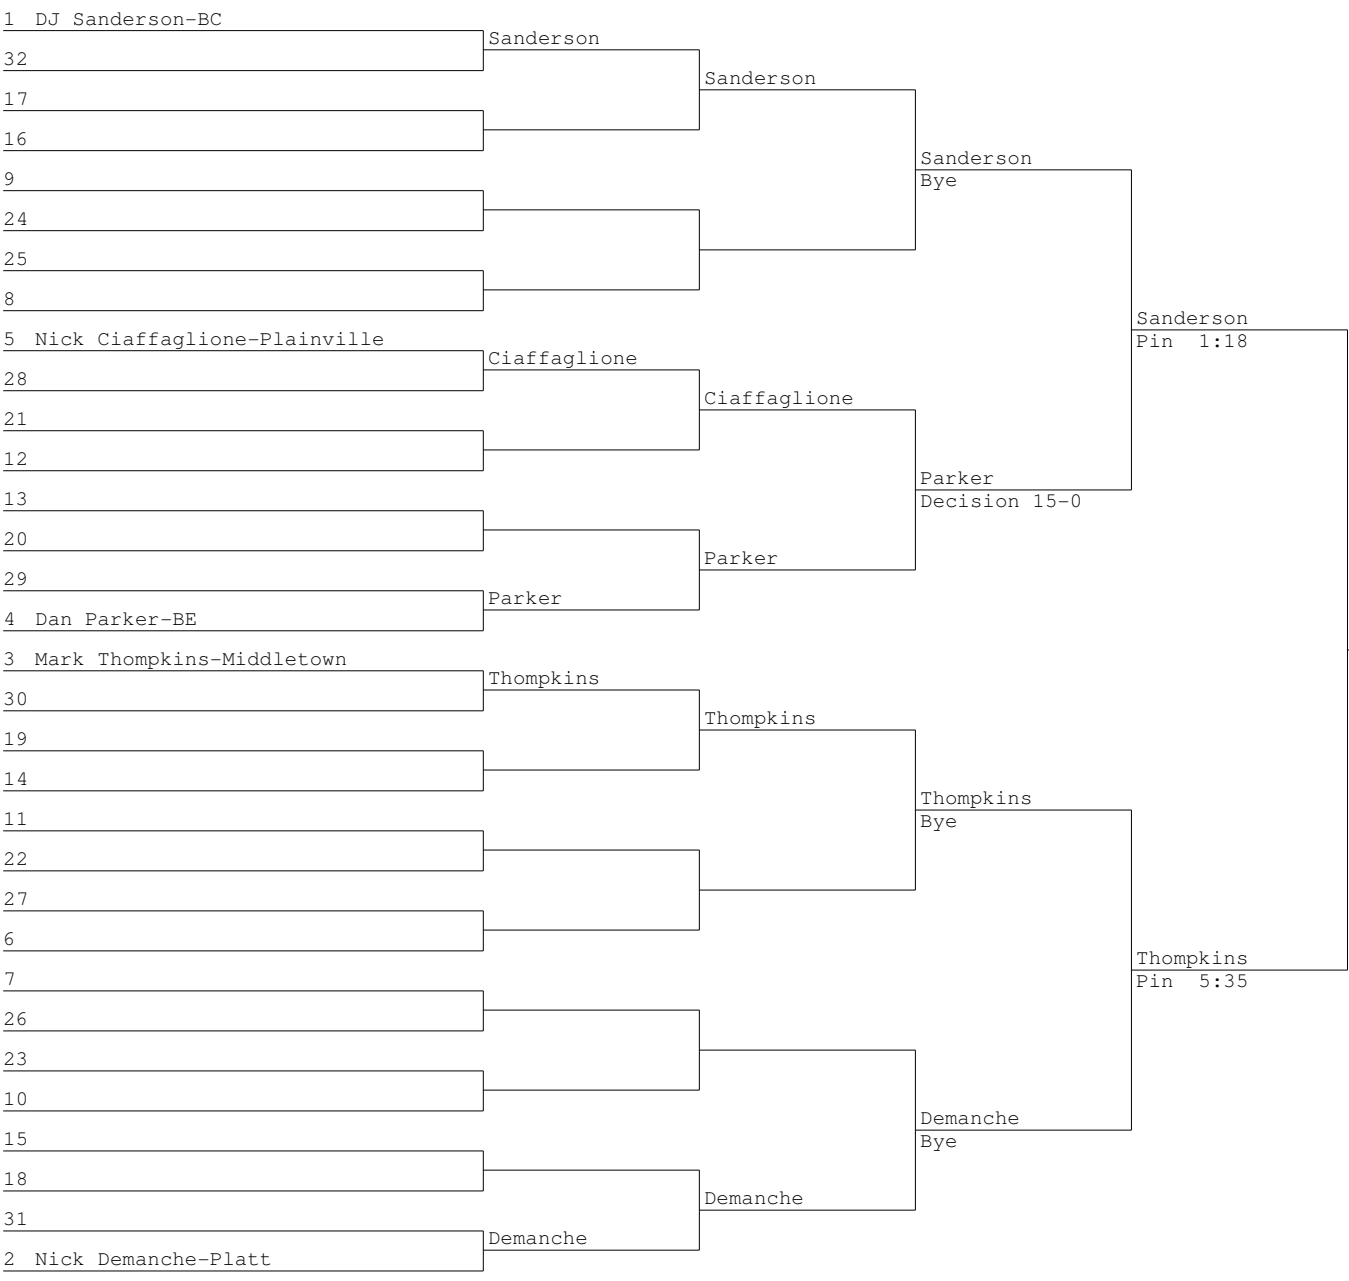 1 DJ Sanderson-BC
Sanderson
32
Sanderson
17
16
Sanderson
9
Bye
24
25
8
Sanderson
5 Nick Ciaffaglione-Plainville
Pin 1:18
Ciaffaglione
28
Ciaffaglione
21
12
Parker
13
Decision 15-0
20
Parker
29
Parker
4 Dan Parker-BE
3 Mark Thompkins-Middletown
Thompkins
30
Thompkins
19
14
Thompkins
11
Bye
22
27
6
Thompkins
7
Pin 5:35
26
23
10
Demanche
15
Bye
18
Demanche
31
Demanche
2 Nick Demanche-Platt